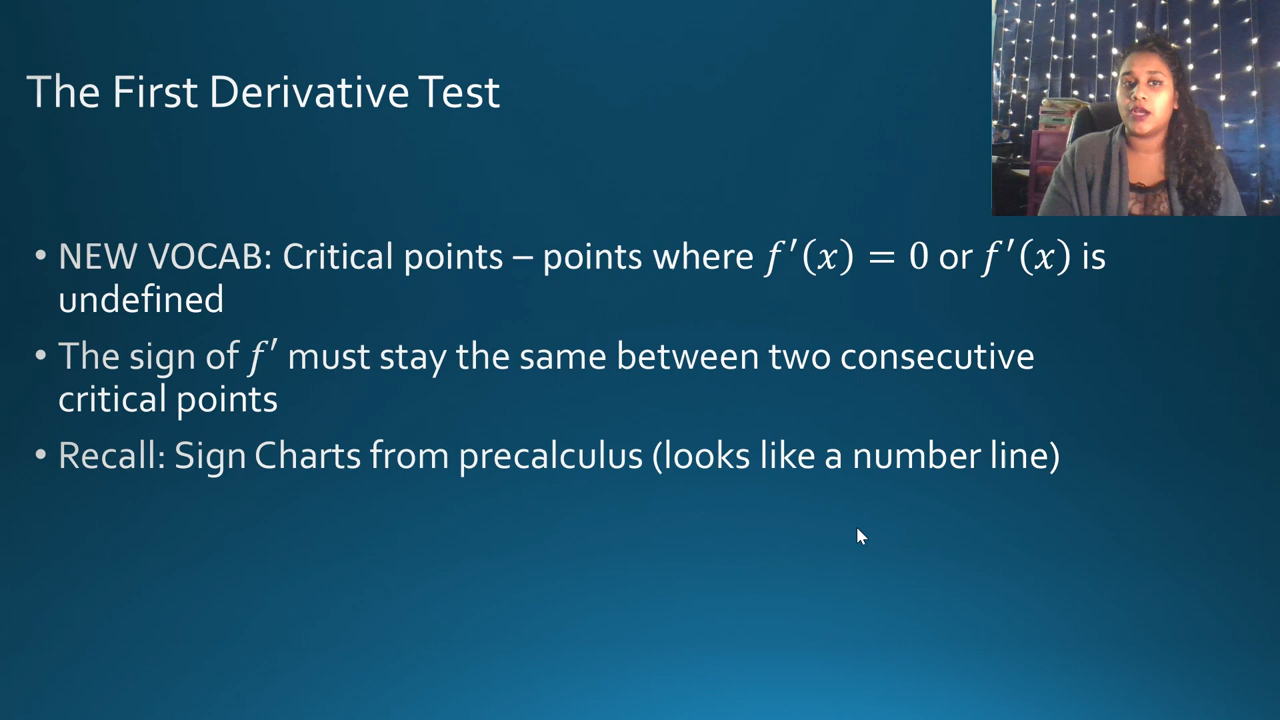 The First Derivative Test
• NEW VOCAB: Critical points – points where f′(x) = 0 or f′(x) is
undefined
• The sign of f′ must stay the same between two consecutive
critical points
• Recall: Sign Charts from precalculus (looks like a number line)